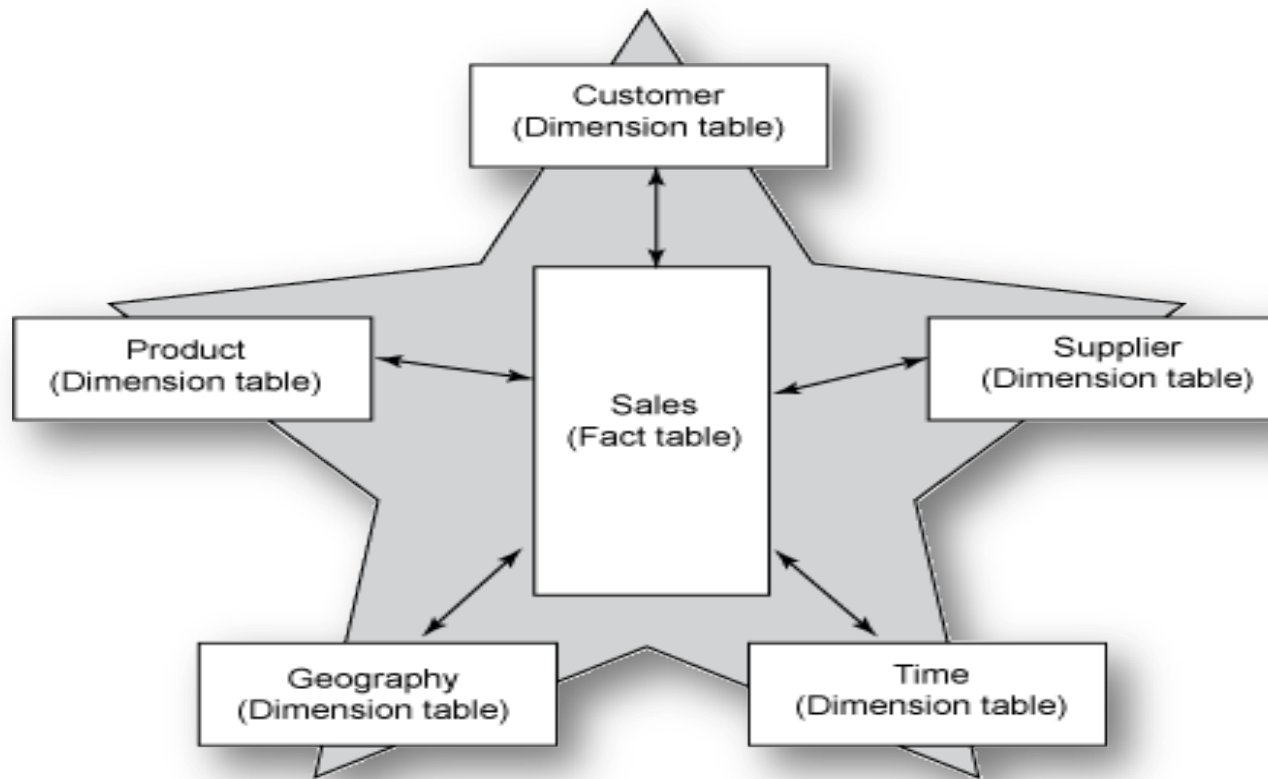 Customer
(Dimension table)
Product
(Dimension table)
Supplier
(Dimension table)
Sales
(Fact table)
Geography
(Dimension table)
Time
(Dimension table)